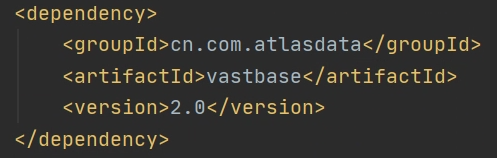 <dependency>
<groupId>cn.com.atlasdata</groupId>
<artifactId>vastbase</artifactId>
<version>2.0</version>
</dependency>